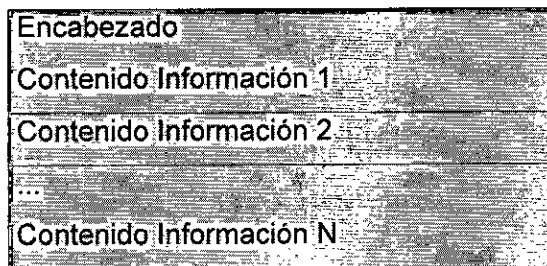 Encabezado
Contenido Información 1
Contenido Información 2
...
Contenido Información N